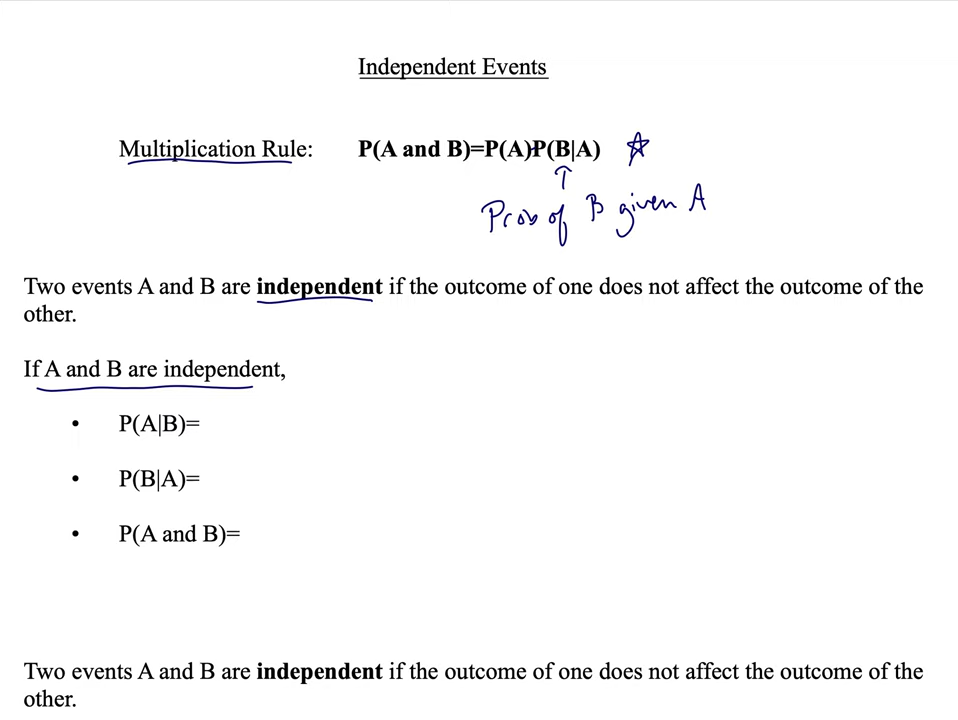 Independent Events
Multiplication Rule: P(A and B)=P(A)P(B|A)
Prob of B given A
Two events A and B are independent if the outcome of one does not affect the outcome of the
other.
If A and B are independent,
• P(A|B)=
• P(B|A)=
• P(A and B)=
Two events A and B are independent if the outcome of one does not affect the outcome of the
other.